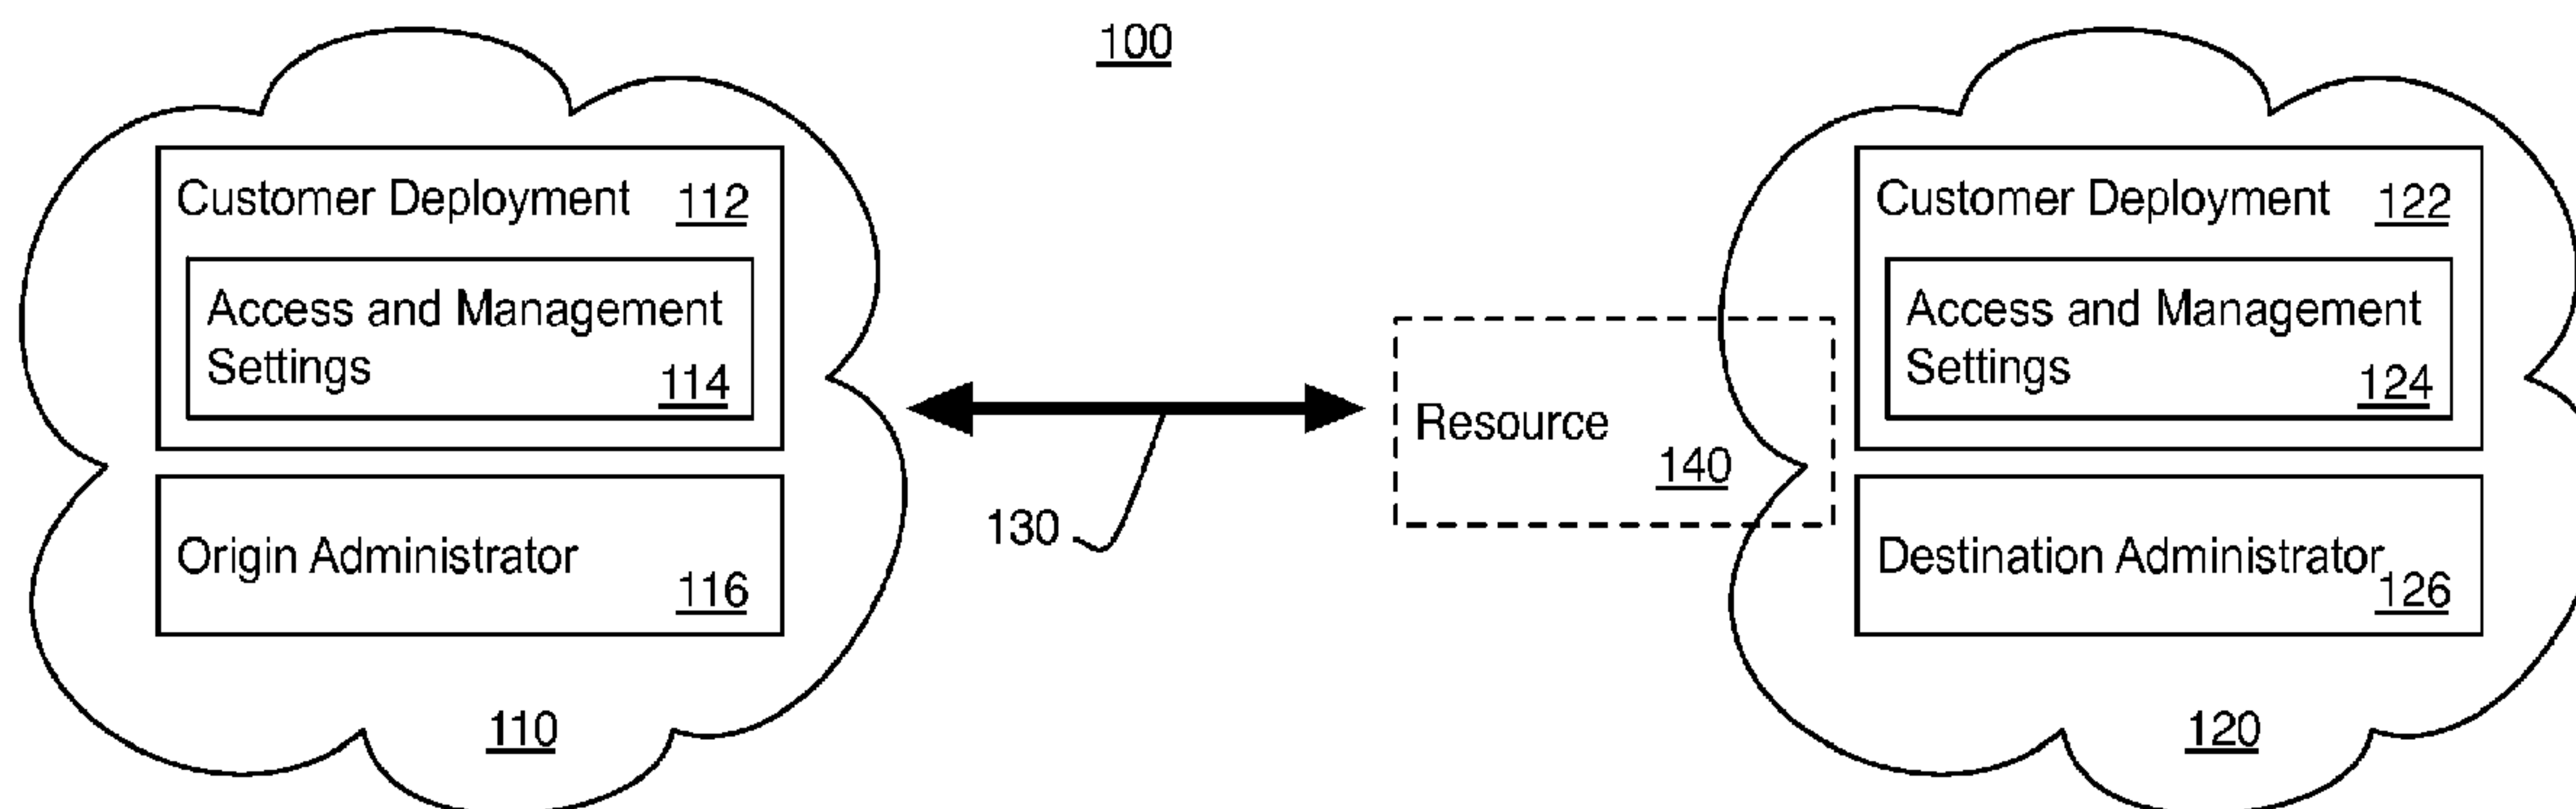 100
Customer Deployment 112
Access and Management
Settings 114
Origin Administrator
116
110
130
Resource
140
Customer Deployment 122
Access and Management
Settings 124
Destination Administrator
126
120